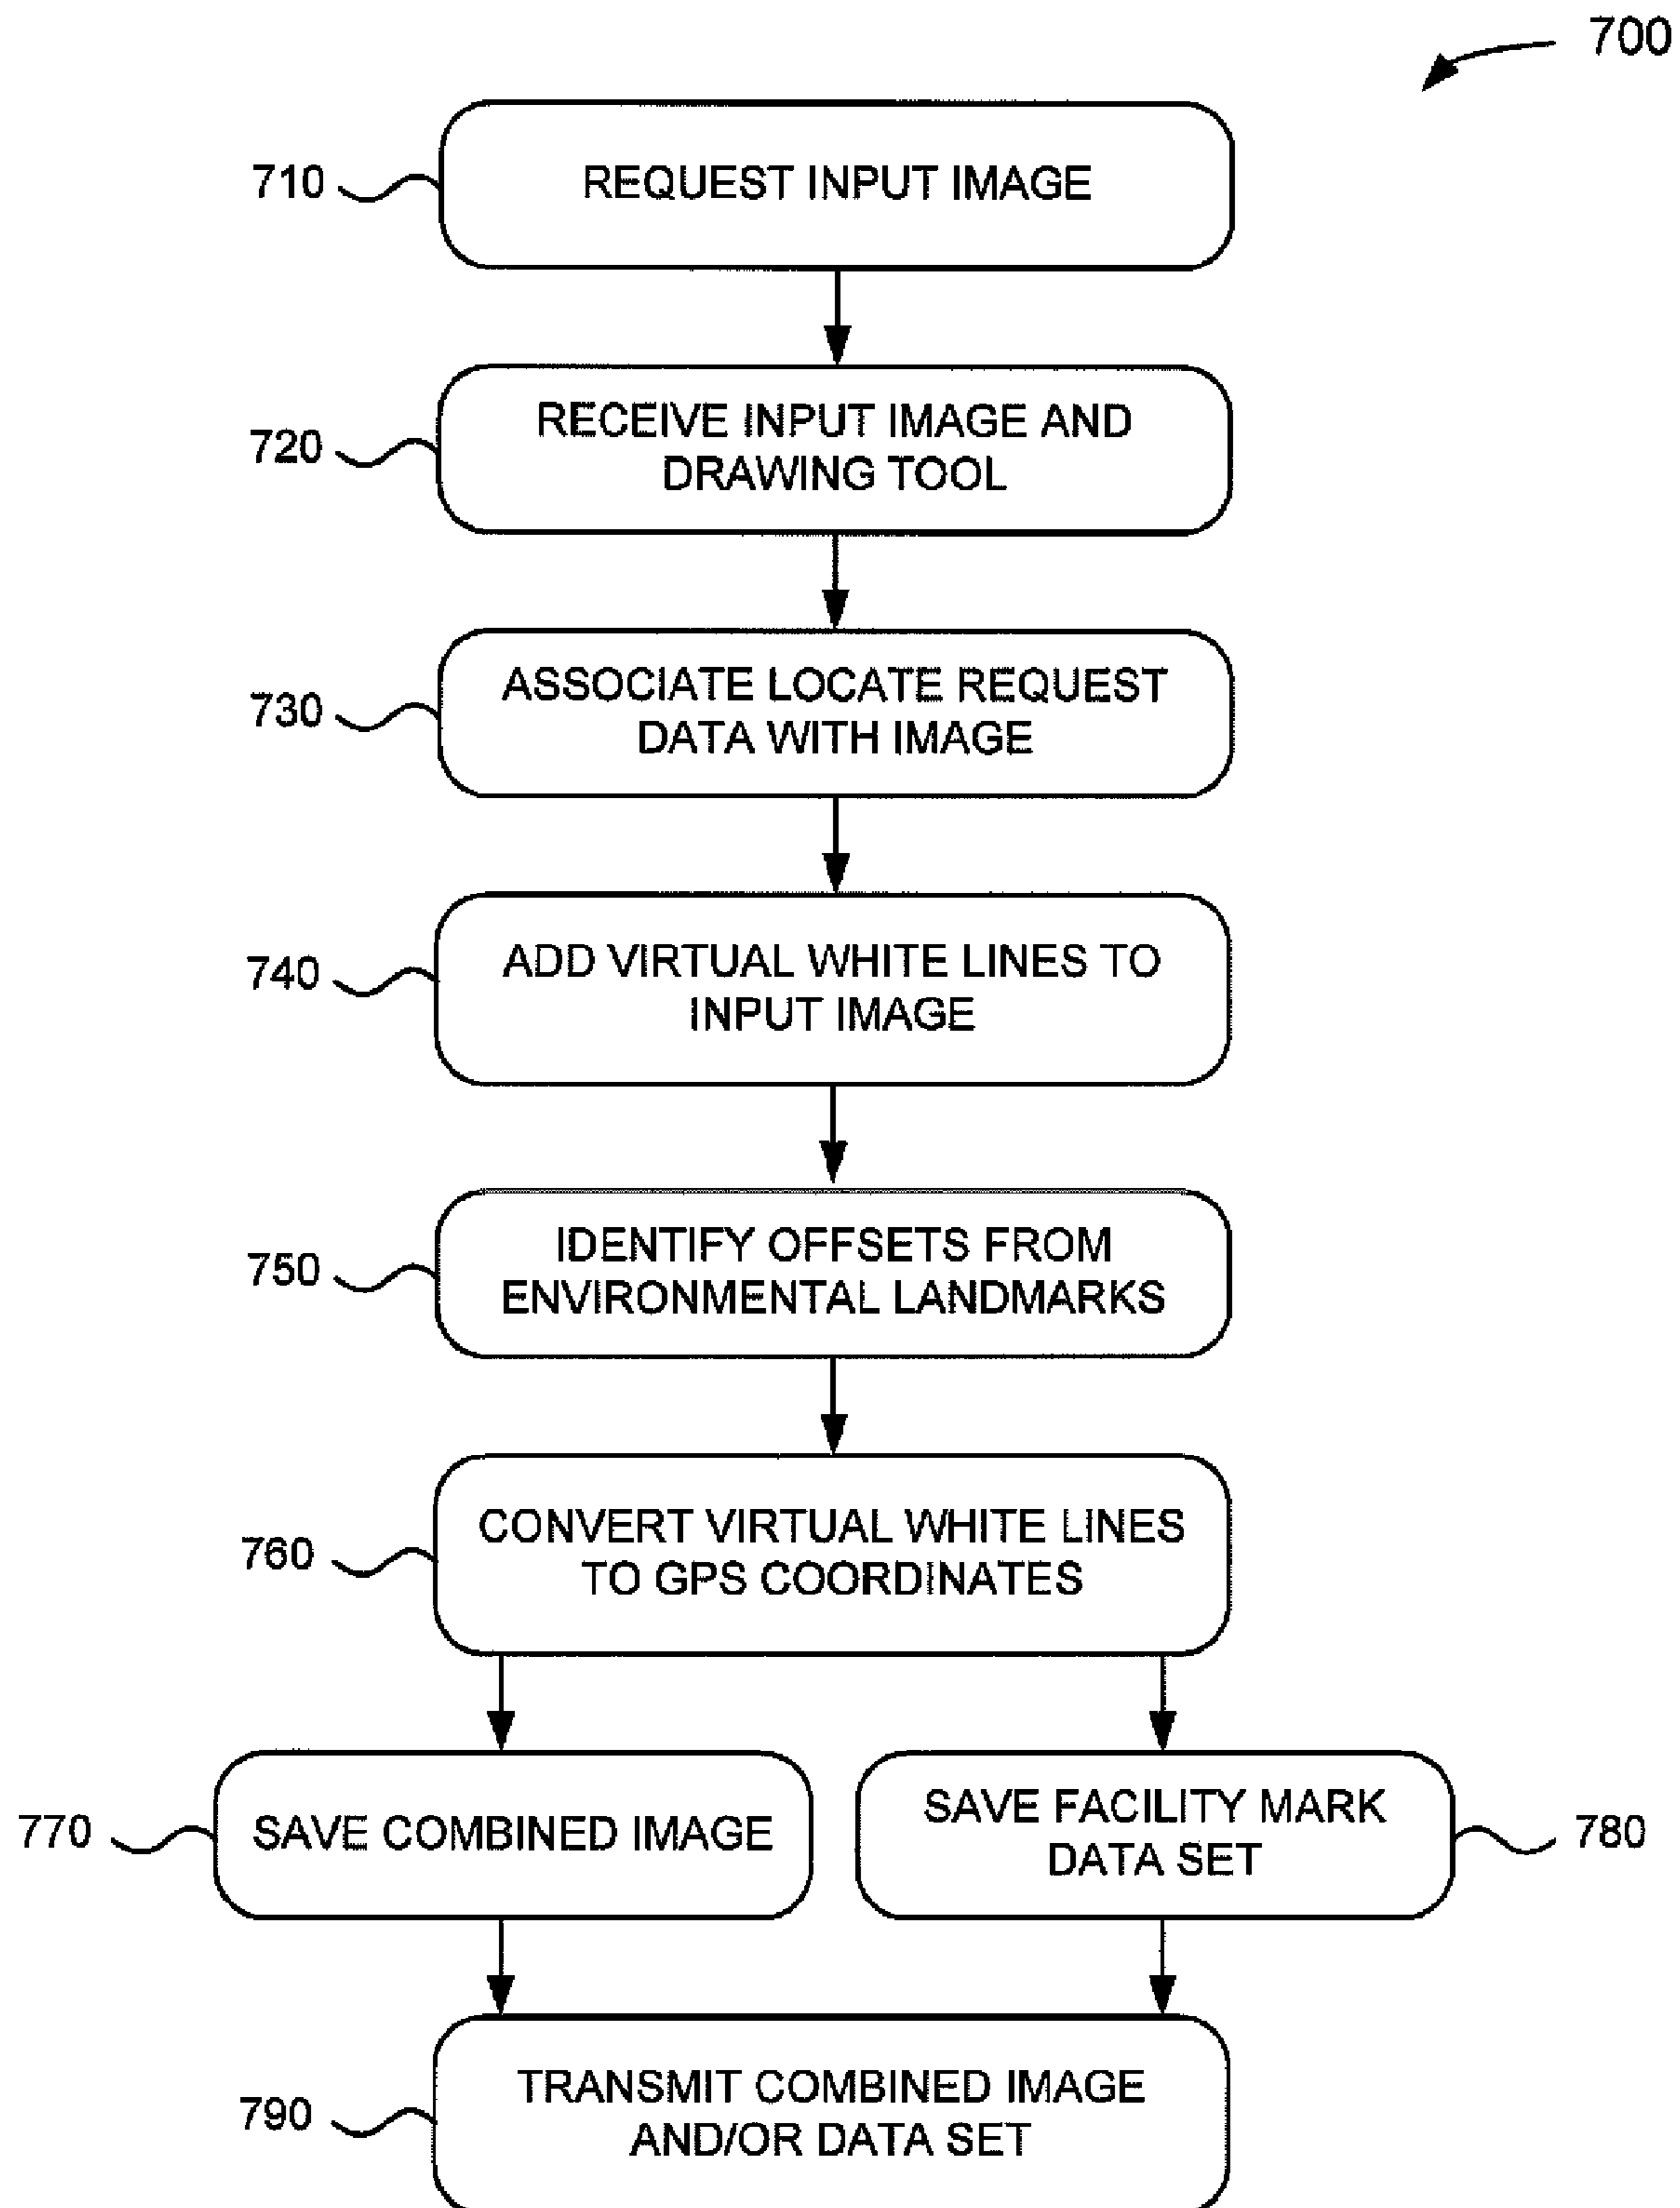 700
710
REQUEST INPUT IMAGE
720
RECEIVE INPUT IMAGE AND
DRAWING TOOL
730
ASSOCIATE LOCATE REQUEST
DATA WITH IMAGE
740
ADD VIRTUAL WHITE LINES TO
INPUT IMAGE
750
IDENTIFY OFFSETS FROM
ENVIRONMENTAL LANDMARKS
760
CONVERT VIRTUAL WHITE LINES
TO GPS COORDINATES
770
SAVE COMBINED IMAGE
SAVE FACILITY MARK
DATA SET
780
790
TRANSMIT COMBINED IMAGE
AND/OR DATA SET